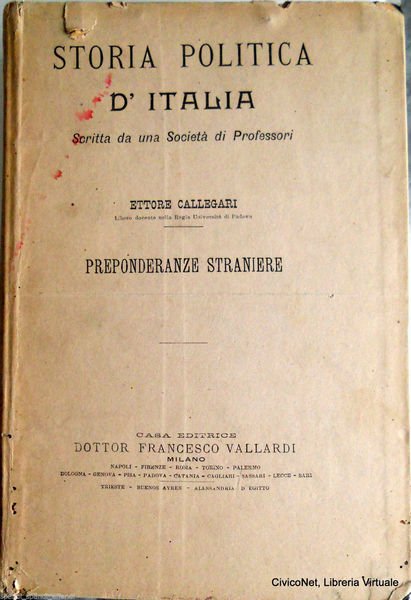 STORIA POLITICA
D' ITALIA
Scritta da una Società di Professori
ETTORE CALLEGARI
Libero docente nella Regia Università di Padova
PREPONDERANZE STRANIERE
CASA EDITRICE
DOTTOR FRANCESCO VALLARDI
MILANO
NAPOLI - FIRENZE - ROMA - TORINO - PALERMO
BOLOGNA - GENOVA - PISA - PADOVA - CATANIA - CAGLIARI - SASSARI - LECCE - BARI
TRIESTE - BUENOS AYRES - ALESSANDRIA D' EGITTO
CivicoNet, Libreria Virtuale